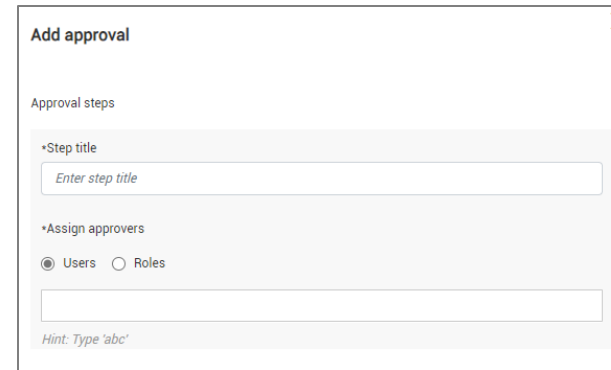 Add approval
Approval steps
*Step title
Enter step title
*Assign approvers
Users Roles
Hint: Type 'abc'